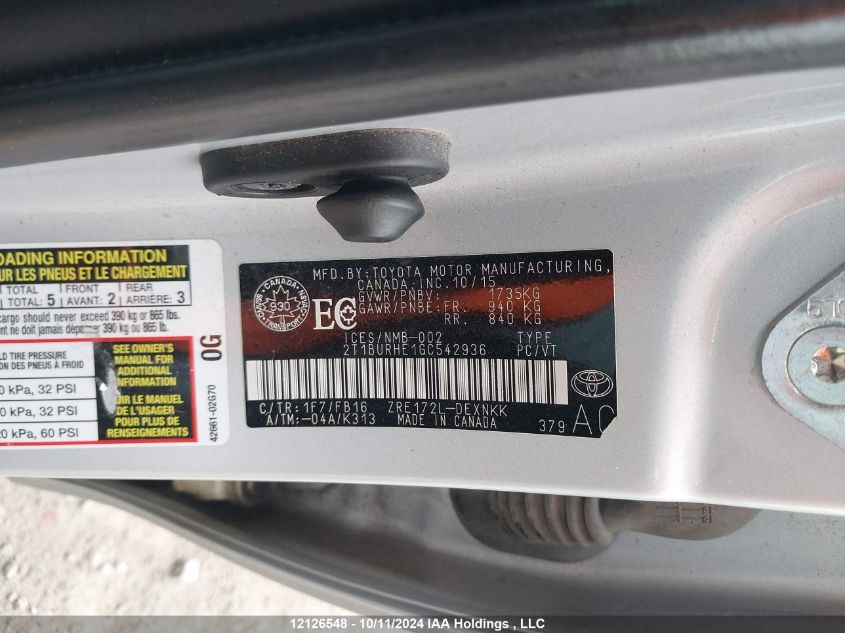 OADING INFORMATION
UR LES PNEUS ET LE CHARGEMENT
TOTAL FRONT REAR
TOTAL: 5 AVANT: 2 ARRIÈRE: 3
cargo should never exceed 390 kg or 865 lbs.
ent ne doit jamais dépasser 390 kg ou 865 lb.
LD TIRE PRESSURE
ON DES PNEUS À FROID
0 kPa, 32 PSI
0 kPa, 32 PSI
20 kPa, 60 PSI
SEE OWNER'S
MANUAL FOR
ADDITIONAL
INFORMATION
VOIR LE MANUEL
DE L'USAGER
POUR PLUS DE
RENSEIGNEMENTS
OG
42661-02G70
MFD.BY:TOYOTA MOTOR MANUFACTURING,
CANADA,INC.10/15
GVWR/PNBV: 1735KG
GAWR/PNBE: FR. 940 KG
RR. 840 KG
CANADA
930
EC
ICES/NMB-002 TYPE
2T1BURHE1GC542936 PC/VT
C/TR: 1F7/FB16 ZRE172L-DEXNKK
A/TM:-04A/K313 MADE IN CANADA
379 AC
12126548 - 10/11/2024 IAA Holdings , LLC